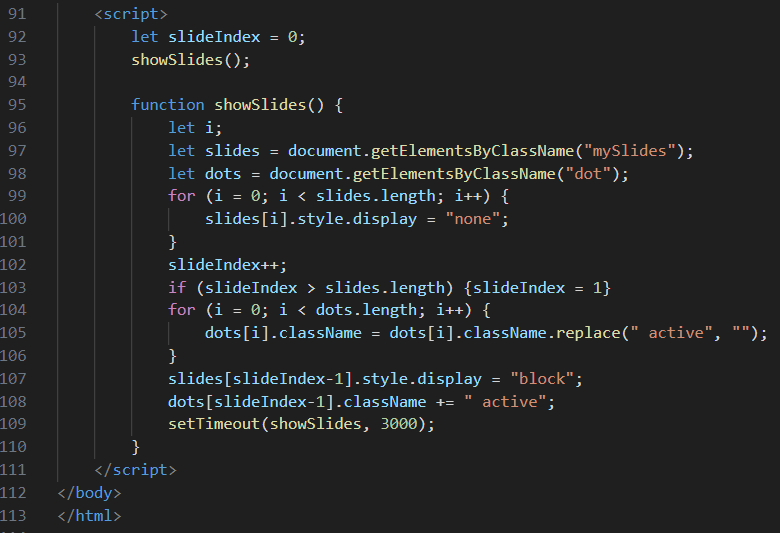 91 <script>
92 let slideIndex = 0;
93 showSlides();
94
95 function showSlides() {
96 let i;
97 let slides = document.getElementsByClassName("mySlides");
98 let dots = document.getElementsByClassName("dot");
99 for (i = 0; i < slides.length; i++) {
100 slides[i].style.display = "none";
101 }
102 slideIndex++;
103 if (slideIndex > slides.length) {slideIndex = 1}
104 for (i = 0; i < dots.length; i++) {
105 dots[i].className = dots[i].className.replace(" active", "");
106 }
107 slides[slideIndex-1].style.display = "block";
108 dots[slideIndex-1].className += " active";
109 setTimeout(showSlides, 3000);
110 }
111 </script>
112 </body>
113 </html>